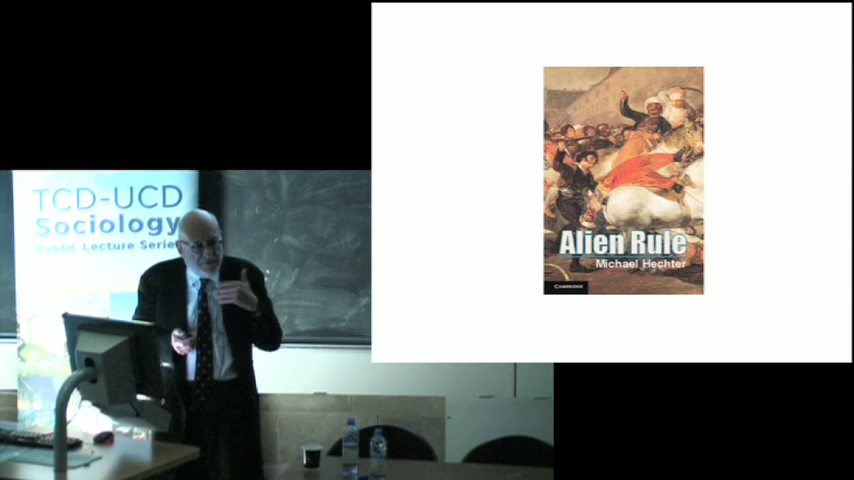 TCD-UCD
Sociology
Public Lecture Series
Alien Rule
Michael Hechter
CAMBRIDGE